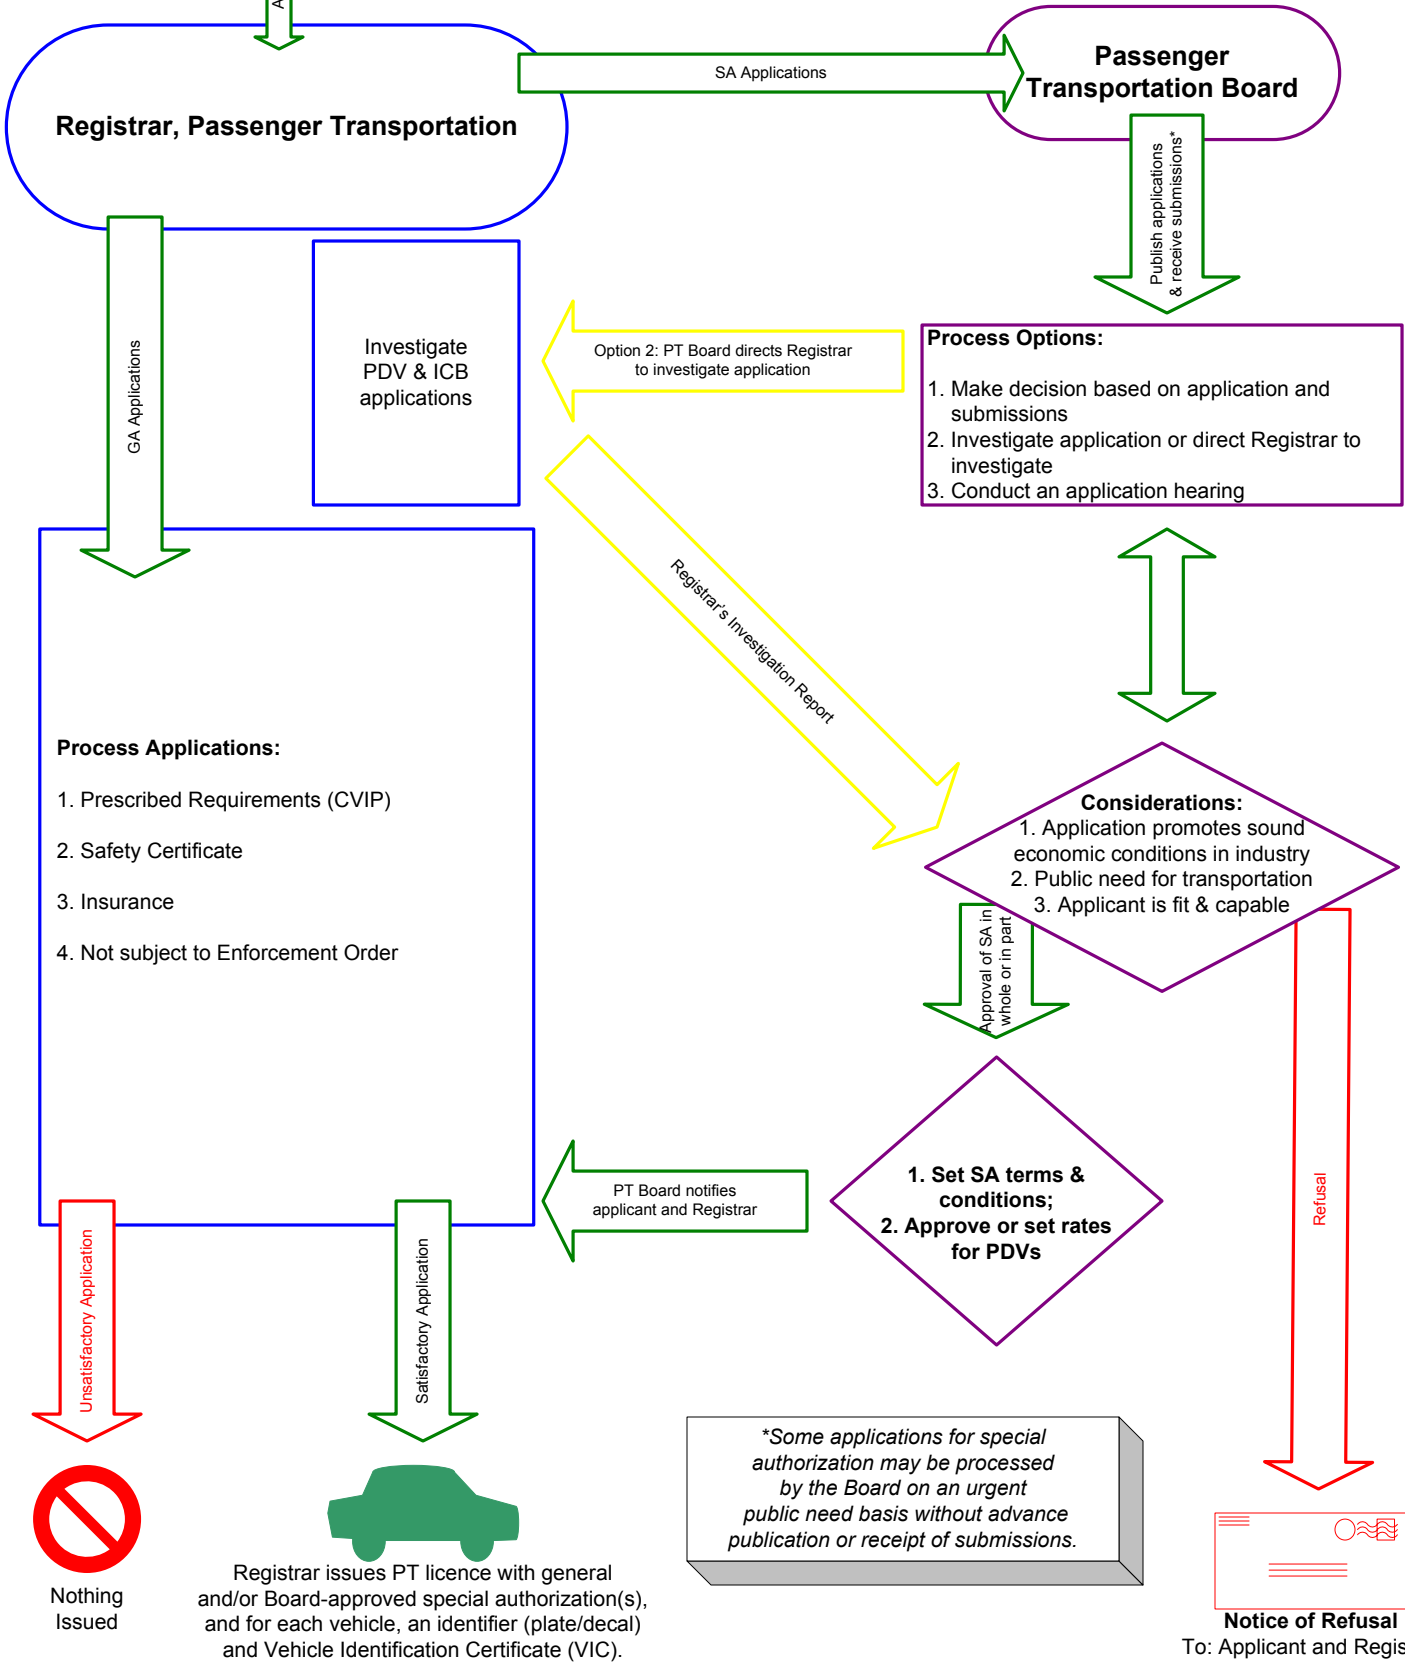 SA Applications
Passenger
Transportation Board
Registrar, Passenger Transportation
Publish applications
& receive submissions*
GA Applications
Investigate
PDV & ICB
applications
Option 2: PT Board directs Registrar
to investigate application
Process Options:
1. Make decision based on application and
submissions
2. Investigate application or direct Registrar to
investigate
3. Conduct an application hearing
Registrar's Investigation Report
Process Applications:
1. Prescribed Requirements (CVIP)
2. Safety Certificate
3. Insurance
4. Not subject to Enforcement Order
Considerations:
1. Application promotes sound
economic conditions in industry
2. Public need for transportation
3. Applicant is fit & capable
Approval of SA in
whole or in part
1. Set SA terms &
conditions;
2. Approve or set rates
for PDVs
PT Board notifies
applicant and Registrar
Refusal
Unsatisfactory Application
Satisfactory Application
*Some applications for special
authorization may be processed
by the Board on an urgent
public need basis without advance
publication or receipt of submissions.
Nothing
Issued
Registrar issues PT licence with general
and/or Board-approved special authorization(s),
and for each vehicle, an identifier (plate/decal)
and Vehicle Identification Certificate (VIC).
Notice of Refusal
To: Applicant and